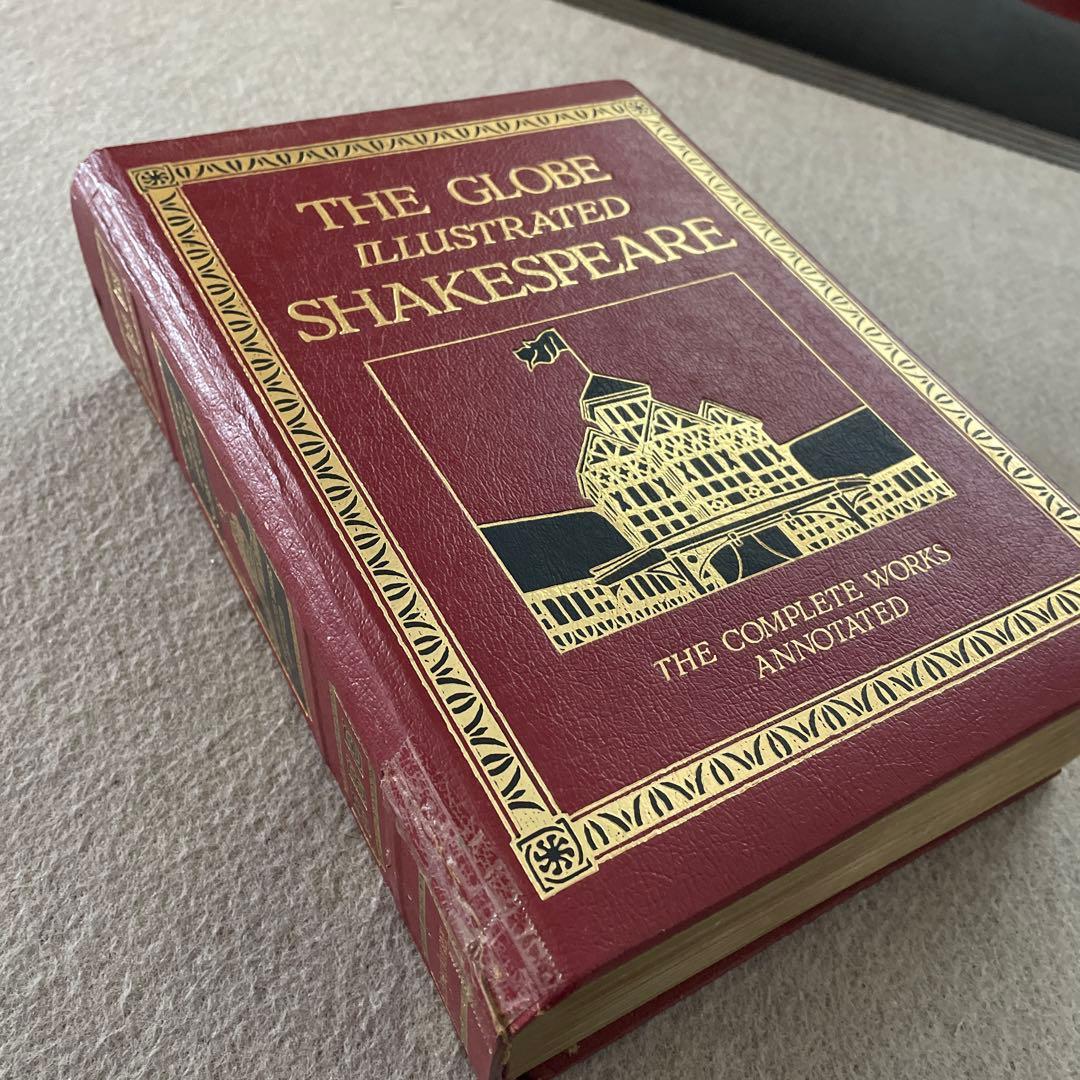 THE GLOBE
ILLUSTRATED
SHAKESPEARE
THE COMPLETE WORKS
ANNOTATED